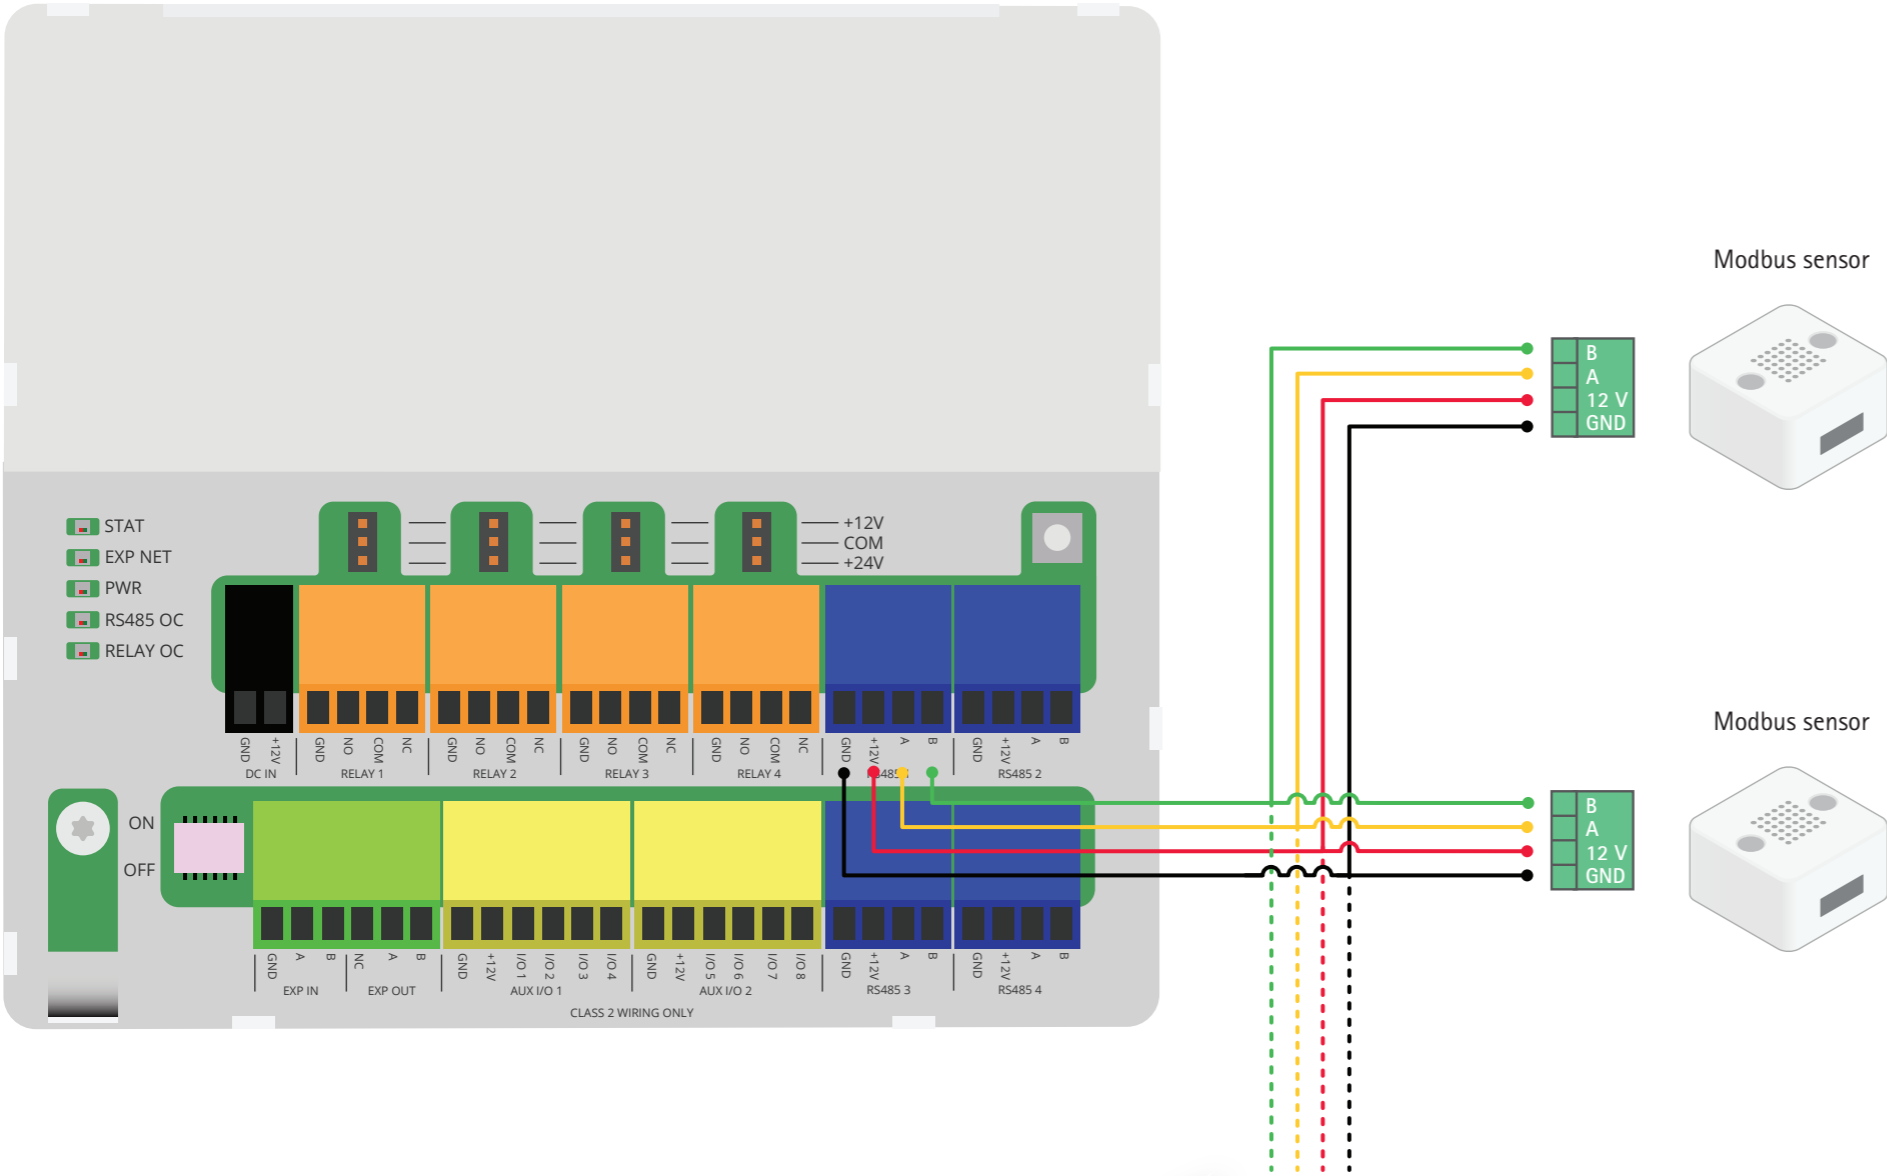 Modbus sensor
B
A
12 V
GND
STAT
EXP NET
PWR
RS485 OC
RELAY OC
+12V
COM
+24V
GND +12V GND NO COM NC GND NO COM NC GND NO COM NC GND NO COM NC GND +12V A B GND +12V A B
DC IN RELAY 1 RELAY 2 RELAY 3 RELAY 4 RS485 RS485 2
Modbus sensor
B
A
12 V
GND
ON
OFF
GND A B NC A B GND +12V I/O 1 I/O 2 I/O 3 I/O 4 GND +12V I/O 5 I/O 6 I/O 7 I/O 8 GND +12V A B GND +12V A B
EXP IN EXP OUT AUX I/O 1 AUX I/O 2 RS485 3 RS485 4
CLASS 2 WIRING ONLY